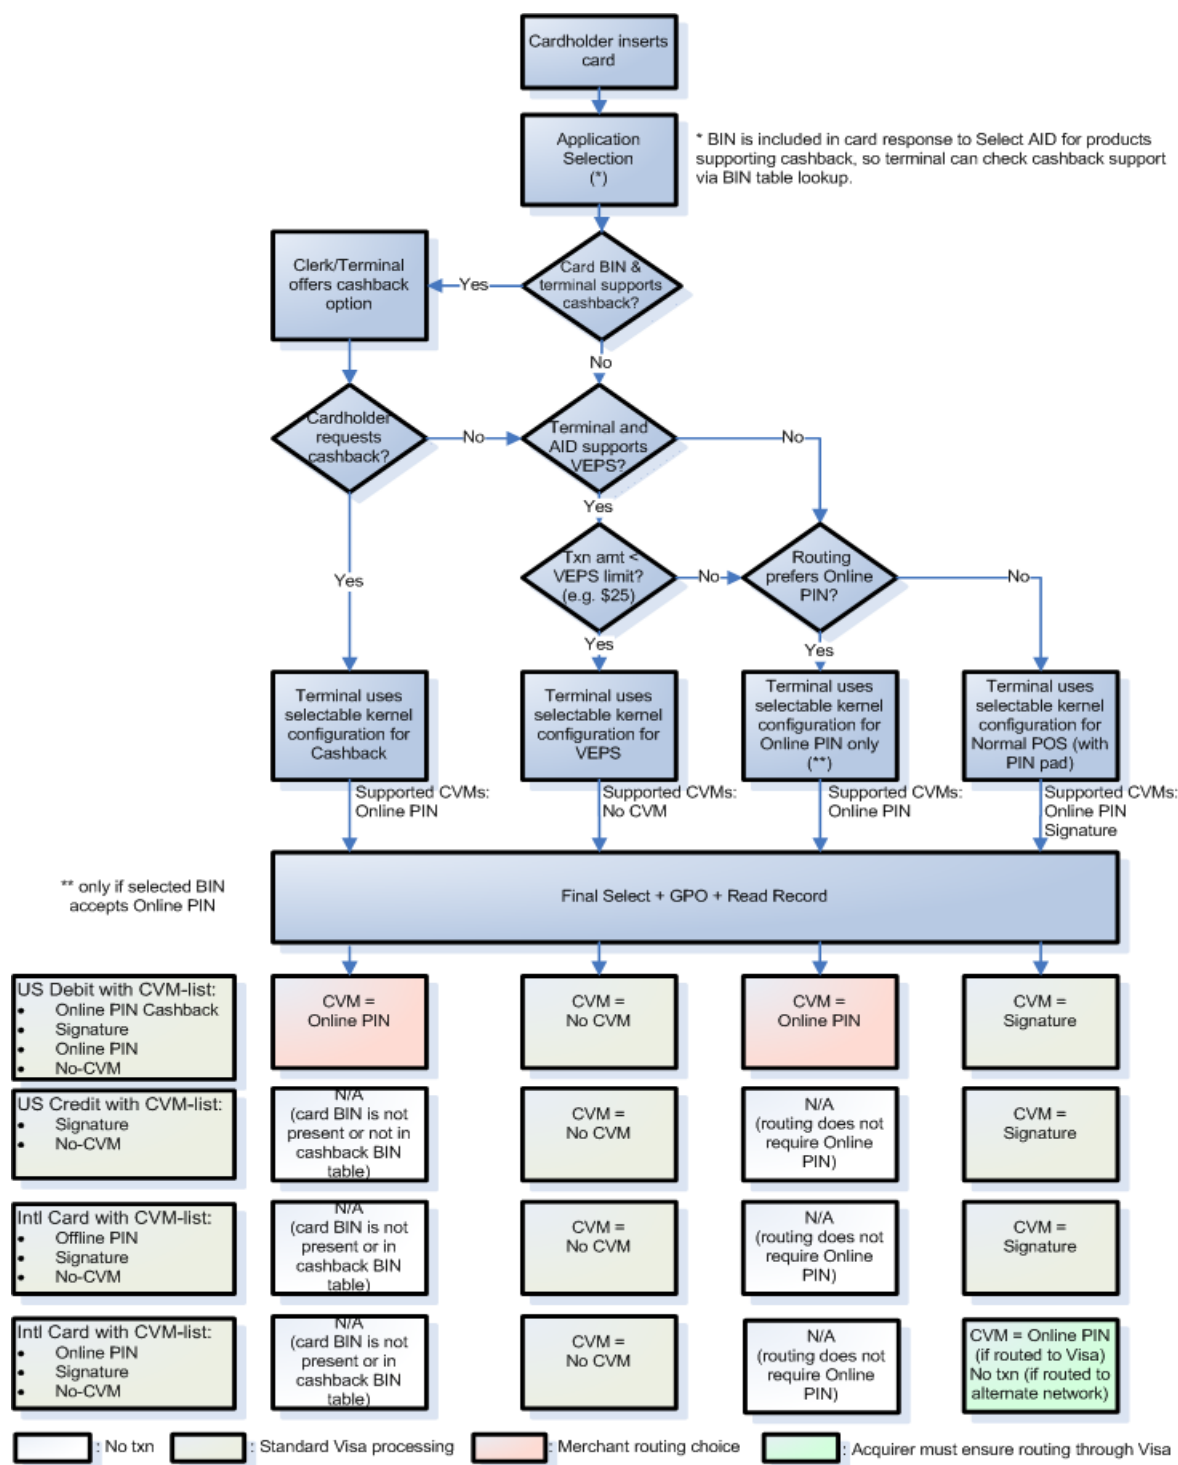 Cardholder inserts
card
Application
Selection
(*)
* BIN is included in card response to Select AID for products
supporting cashback, so terminal can check cashback support
via BIN table lookup.
Clerk/Terminal
offers cashback
option
Yes
Card BIN &
terminal supports
cashback?
No
Cardholder
requests
cashback?
No
Terminal and
AID supports
VEPS?
No
Yes
Yes
Txn amt <
VEPS limit?
(e.g. $25)
No
Routing
prefers Online
PIN?
No
Yes
Yes
Terminal uses
selectable kernel
configuration for
Cashback
Terminal uses
selectable kernel
configuration for
VEPS
Terminal uses
selectable kernel
configuration for
Online PIN only
(**)
Terminal uses
selectable kernel
configuration for
Normal POS (with
PIN pad)
Supported CVMs:
Online PIN
Supported CVMs:
No CVM
Supported CVMs:
Online PIN
Supported CVMs:
Online PIN
Signature
** only if selected BIN
accepts Online PIN
Final Select + GPO + Read Record
US Debit with CVM-list:
• Online PIN Cashback
• Signature
• Online PIN
• No-CVM
CVM =
Online PIN
CVM =
No CVM
CVM =
Online PIN
CVM =
Signature
US Credit with CVM-list:
• Signature
• No-CVM
N/A
(card BIN is not
present or not in
cashback BIN
table)
CVM =
No CVM
N/A
(routing does not
require Online
PIN)
CVM =
Signature
Intl Card with CVM-list:
• Offline PIN
• Signature
• No-CVM
N/A
(card BIN is not
present or in
cashback BIN
table)
CVM =
No CVM
N/A
(routing does not
require Online
PIN)
CVM =
Signature
Intl Card with CVM-list:
• Online PIN
• Signature
• No-CVM
N/A
(card BIN is not
present or in
cashback BIN
table)
CVM =
No CVM
N/A
(routing does not
require Online
PIN)
CVM = Online PIN
(if routed to Visa)
No txn (if routed to
alternate network)
: No txn
: Standard Visa processing
: Merchant routing choice
: Acquirer must ensure routing through Visa